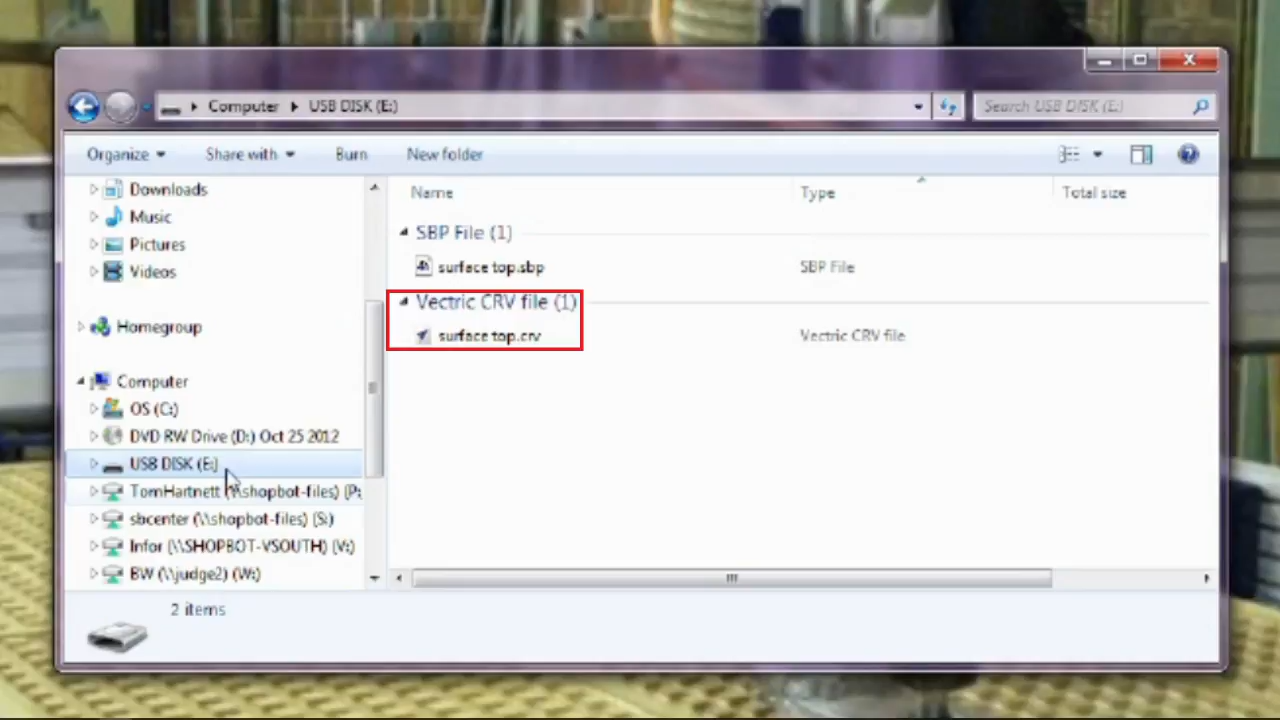 Computer USB DISK (E:)
Search USB DISK (E:)
Organize Share with Burn New folder
Downloads
Music
Pictures
Videos
Homegroup
Computer
OS (C:)
DVD RW Drive (D:) Oct 25 2012
USB DISK (E:)
TomHartnett (\\shopbot-files) (P:
sbcenter (\\shopbot-files) (S:)
Infor (\\SHOPBOT-VSOUTH) (V:)
BW (\\judge2) (W:)
Name Type Total size
SBP File (1)
surface top.sbp SBP File
Vectric CRV file (1)
surface top.crv Vectric CRV file
2 items